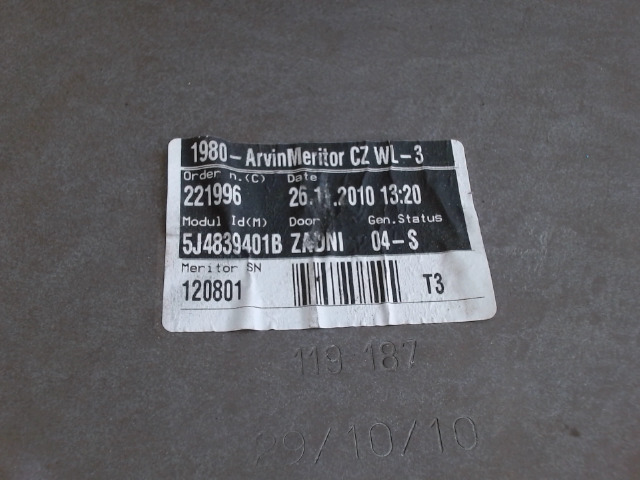 1980-ArvinMeritor CZ WL-3
Order n.(C) Date
221996 13:20
Modul Id(M) Door Gen.Status
5J4839401B ZADNI 04-S
Meritor SN
120801 T3
119 187
29/10/10